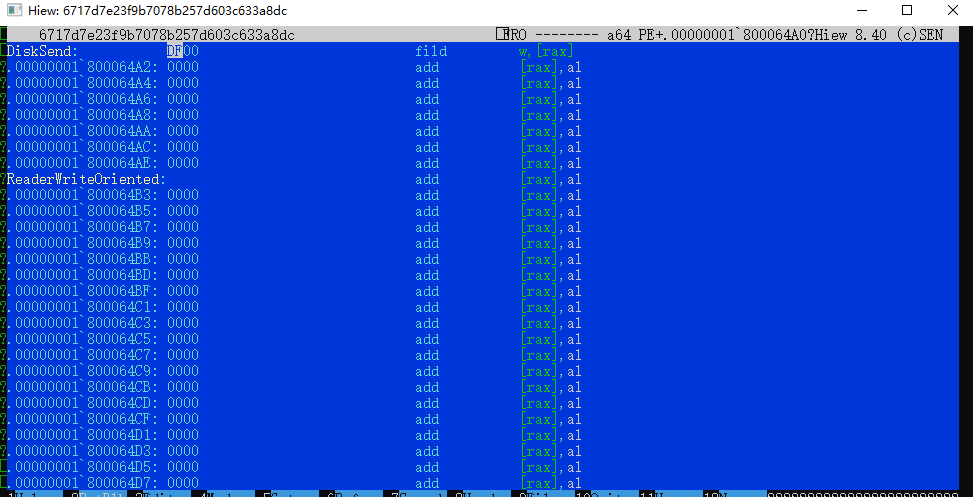 Hiew: 6717d7e23f9b7078b257d603c633a8dc
6717d7e23f9b7078b257d603c633a8dc FRO -------- a64 PE+.00000001`800064A0?Hiew 8.40 (c)SEN
DiskSend: DF00 fild w,[rax]
?.00000001`800064A2: 0000 add [rax],al
?.00000001`800064A4: 0000 add [rax],al
?.00000001`800064A6: 0000 add [rax],al
?.00000001`800064A8: 0000 add [rax],al
?.00000001`800064AA: 0000 add [rax],al
?.00000001`800064AC: 0000 add [rax],al
?.00000001`800064AE: 0000 add [rax],al
?ReaderWriteOriented: add [rax],al
?.00000001`800064B3: 0000 add [rax],al
?.00000001`800064B5: 0000 add [rax],al
?.00000001`800064B7: 0000 add [rax],al
?.00000001`800064B9: 0000 add [rax],al
?.00000001`800064BB: 0000 add [rax],al
?.00000001`800064BD: 0000 add [rax],al
?.00000001`800064BF: 0000 add [rax],al
?.00000001`800064C1: 0000 add [rax],al
?.00000001`800064C3: 0000 add [rax],al
?.00000001`800064C5: 0000 add [rax],al
?.00000001`800064C7: 0000 add [rax],al
?.00000001`800064C9: 0000 add [rax],al
?.00000001`800064CB: 0000 add [rax],al
?.00000001`800064CD: 0000 add [rax],al
?.00000001`800064CF: 0000 add [rax],al
?.00000001`800064D1: 0000 add [rax],al
?.00000001`800064D3: 0000 add [rax],al
.00000001`800064D5: 0000 add [rax],al
?.00000001`800064D7: 0000 add [rax],al